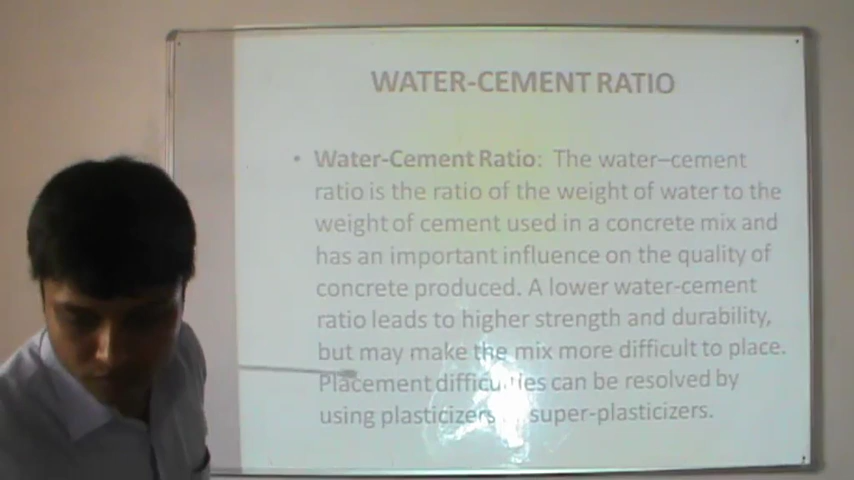 WATER-CEMENT RATIO
• Water-Cement Ratio: The water–cement
ratio is the ratio of the weight of water to the
weight of cement used in a concrete mix and
has an important influence on the quality of
concrete produced. A lower water-cement
ratio leads to higher strength and durability,
but may make the mix more difficult to place.
Placement difficulties can be resolved by
using plasticizers super-plasticizers.